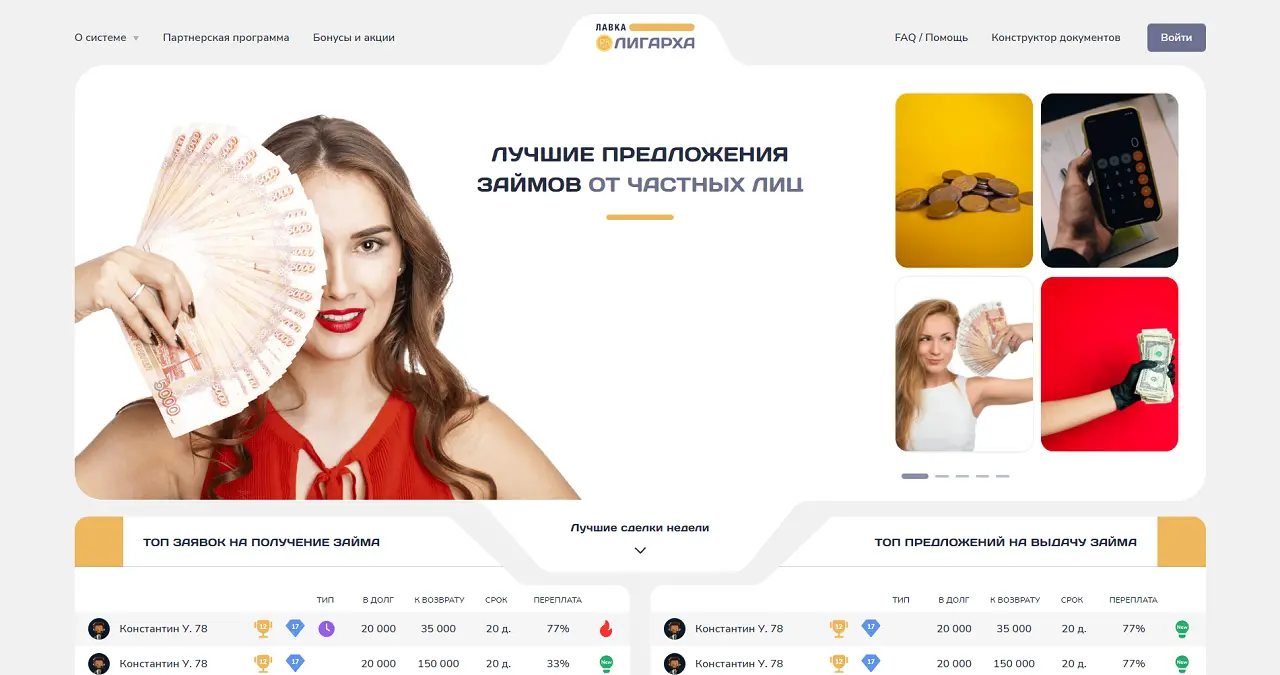 О системе
Партнерская программа
Бонусы и акции
ЛАВКА
ЛИГАРХА
FAQ / Помощь
Конструктор документов
Войти
ЛУЧШИЕ ПРЕДЛОЖЕНИЯ
ЗАЙМОВ ОТ ЧАСТНЫХ ЛИЦ
5000
Лучшие сделки недели
ТОП ЗАЯВОК НА ПОЛУЧЕНИЕ ЗАЙМА
ТОП ПРЕДЛОЖЕНИЙ НА ВЫДАЧУ ЗАЙМА
ТИП В ДОЛГ К ВОЗВРАТУ СРОК ПЕРЕПЛАТА
Константин У. 78 12 17 20 000 35 000 20 д. 77%
Константин У. 78 12 17 20 000 150 000 20 д. 33% New
ТИП В ДОЛГ К ВОЗВРАТУ СРОК ПЕРЕПЛАТА
Константин У. 78 12 17 20 000 35 000 20 д. 77% New
Константин У. 78 12 17 20 000 150 000 20 д. 77% New